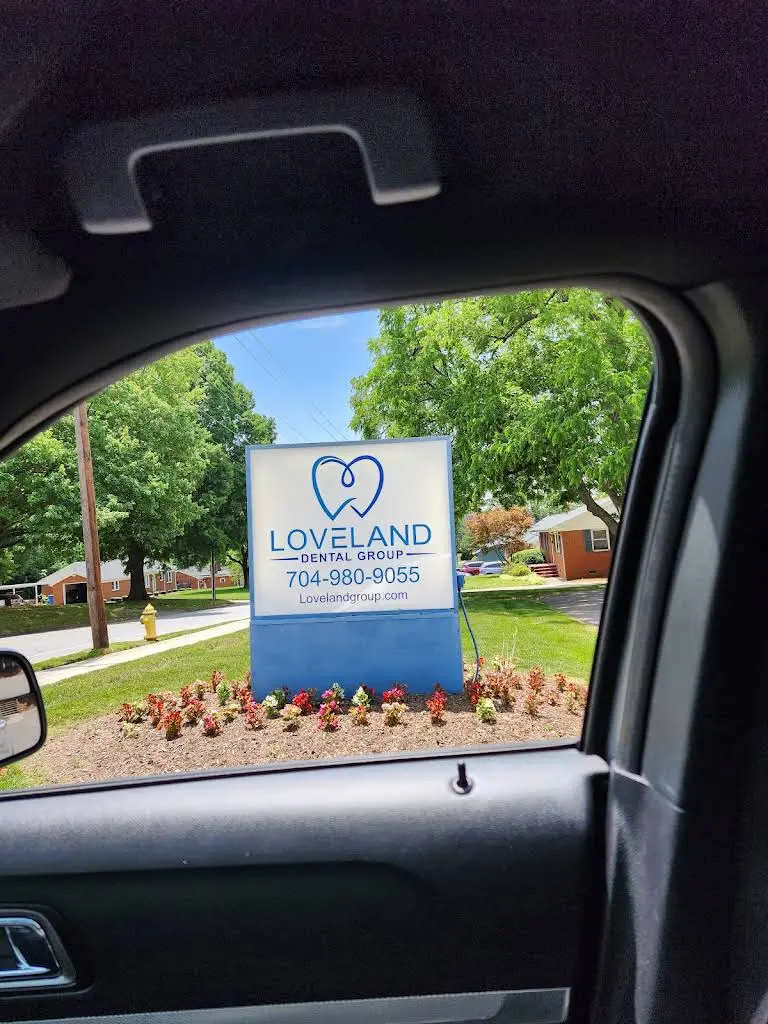 LOVELAND
DENTAL GROUP
704-980-9055
Lovelandgroup.com